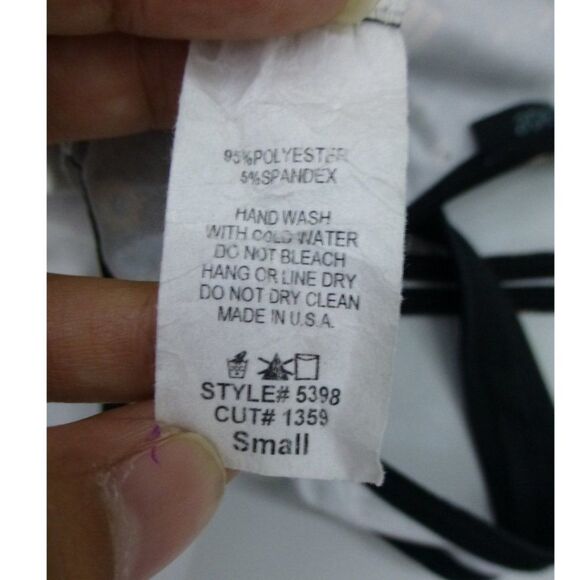 95%POLYESTER
5%SPANDEX
HAND WASH
WITH COLD WATER
DO NOT BLEACH
HANG OR LINE DRY
DO NOT DRY CLEAN
MADE IN U.S.A.
STYLE# 5398
CUT# 1359
Small